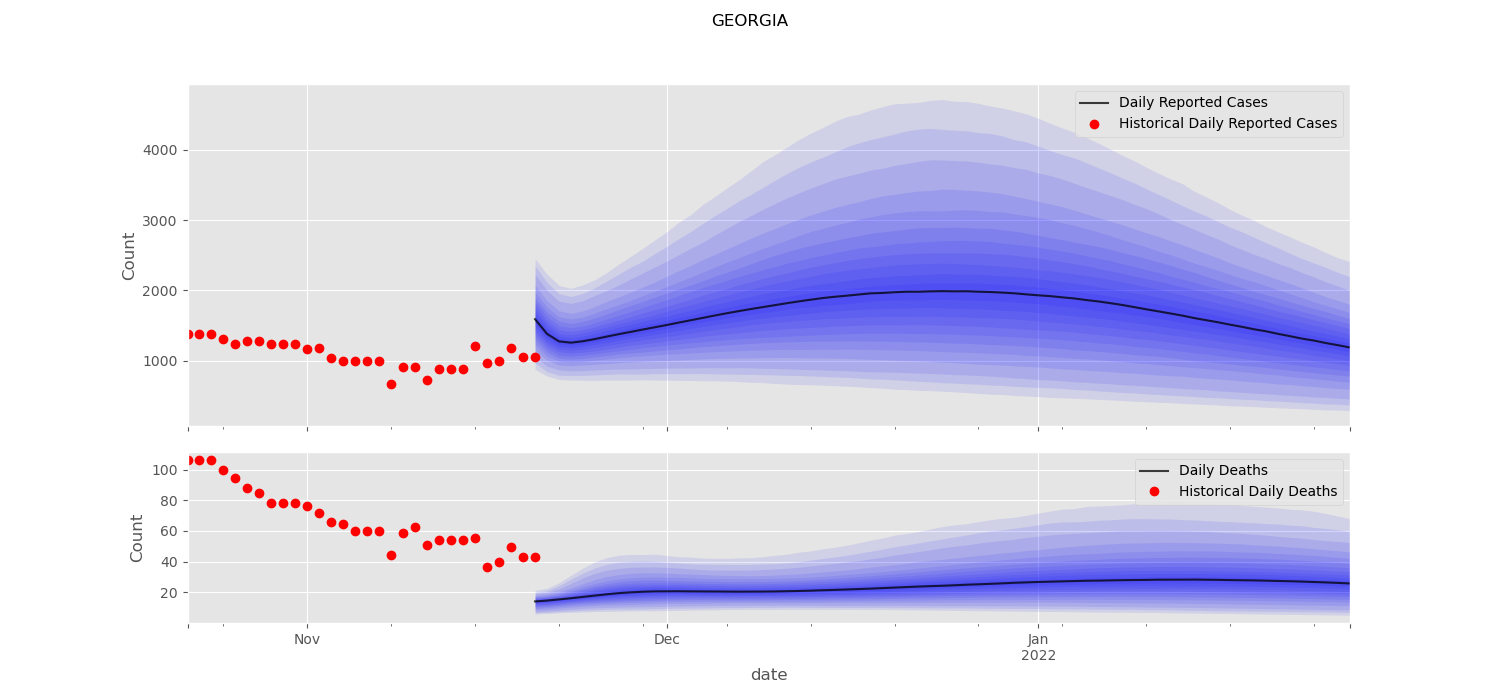 GEORGIA
Daily Reported Cases
Historical Daily Reported Cases
Count
4000
3000
2000
1000
Daily Deaths
Historical Daily Deaths
Count
100
80
60
40
20
Nov
Dec
Jan
2022
date